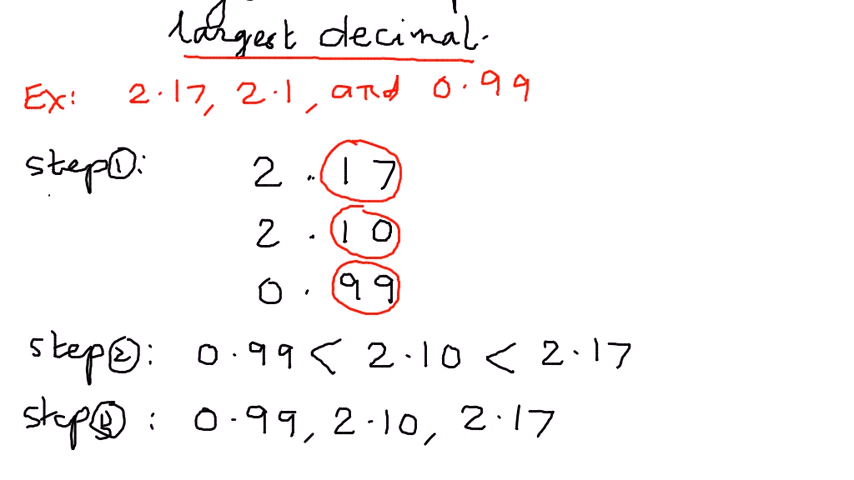 largest decimal.
Ex: 2.17, 2.1, and 0.99
step①:
2.17
2.10
0.99
step②: 0.99 < 2.10 < 2.17
step③: 0.99, 2.10, 2.17